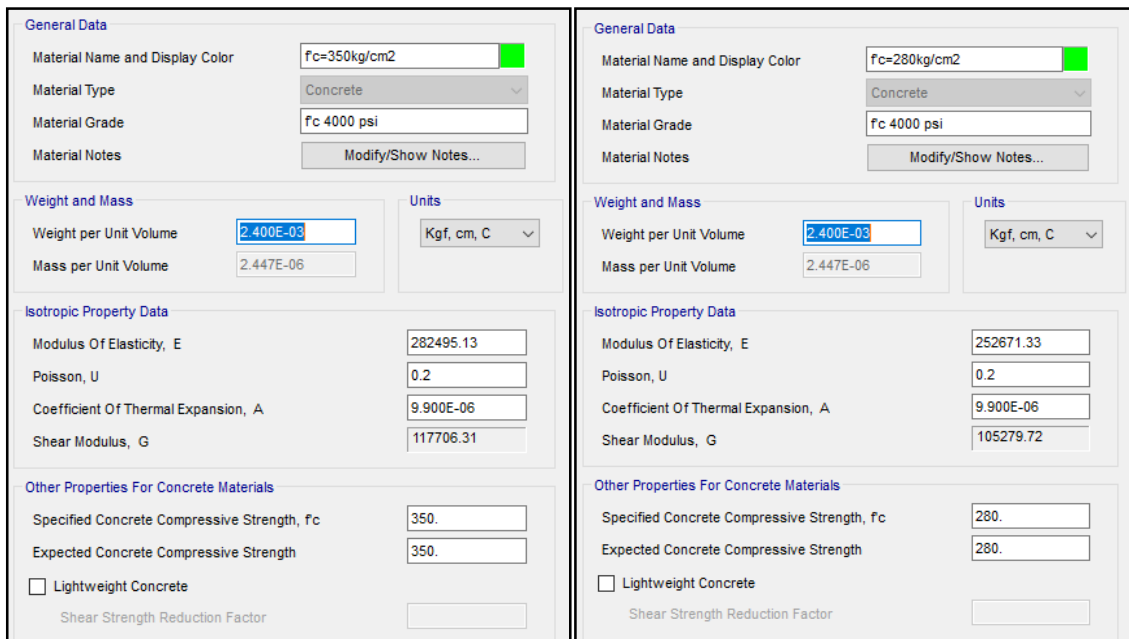 General Data
Material Name and Display Color f'c=350kg/cm2
Material Type Concrete
Material Grade f'c 4000 psi
Material Notes Modify/Show Notes...
Weight and Mass Units
Weight per Unit Volume 2.400E-03 Kgf, cm, C
Mass per Unit Volume 2.447E-06
Isotropic Property Data
Modulus Of Elasticity, E 282495.13
Poisson, U 0.2
Coefficient Of Thermal Expansion, A 9.900E-06
Shear Modulus, G 117706.31
Other Properties For Concrete Materials
Specified Concrete Compressive Strength, f'c 350.
Expected Concrete Compressive Strength 350.
Lightweight Concrete
Shear Strength Reduction Factor
General Data
Material Name and Display Color f'c=280kg/cm2
Material Type Concrete
Material Grade f'c 4000 psi
Material Notes Modify/Show Notes...
Weight and Mass Units
Weight per Unit Volume 2.400E-03 Kgf, cm, C
Mass per Unit Volume 2.447E-06
Isotropic Property Data
Modulus Of Elasticity, E 252671.33
Poisson, U 0.2
Coefficient Of Thermal Expansion, A 9.900E-06
Shear Modulus, G 105279.72
Other Properties For Concrete Materials
Specified Concrete Compressive Strength, f'c 280.
Expected Concrete Compressive Strength 280.
Lightweight Concrete
Shear Strength Reduction Factor